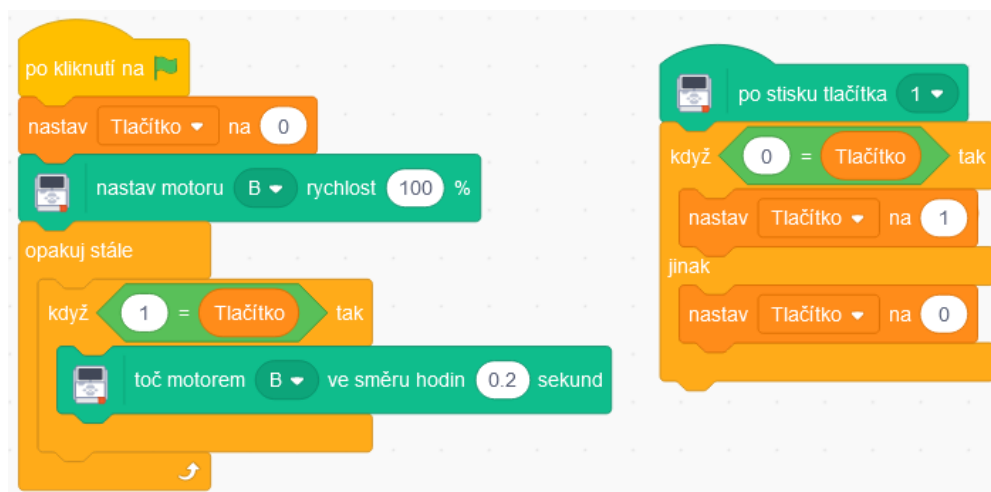 po kliknutí na
nastav Tlačítko na 0
nastav motoru B rychlost 100 %
opakuj stále
když 1 = Tlačítko tak
toč motorem B ve směru hodin 0.2 sekund
po stisku tlačítka 1
když 0 = Tlačítko tak
nastav Tlačítko na 1
jinak
nastav Tlačítko na 0